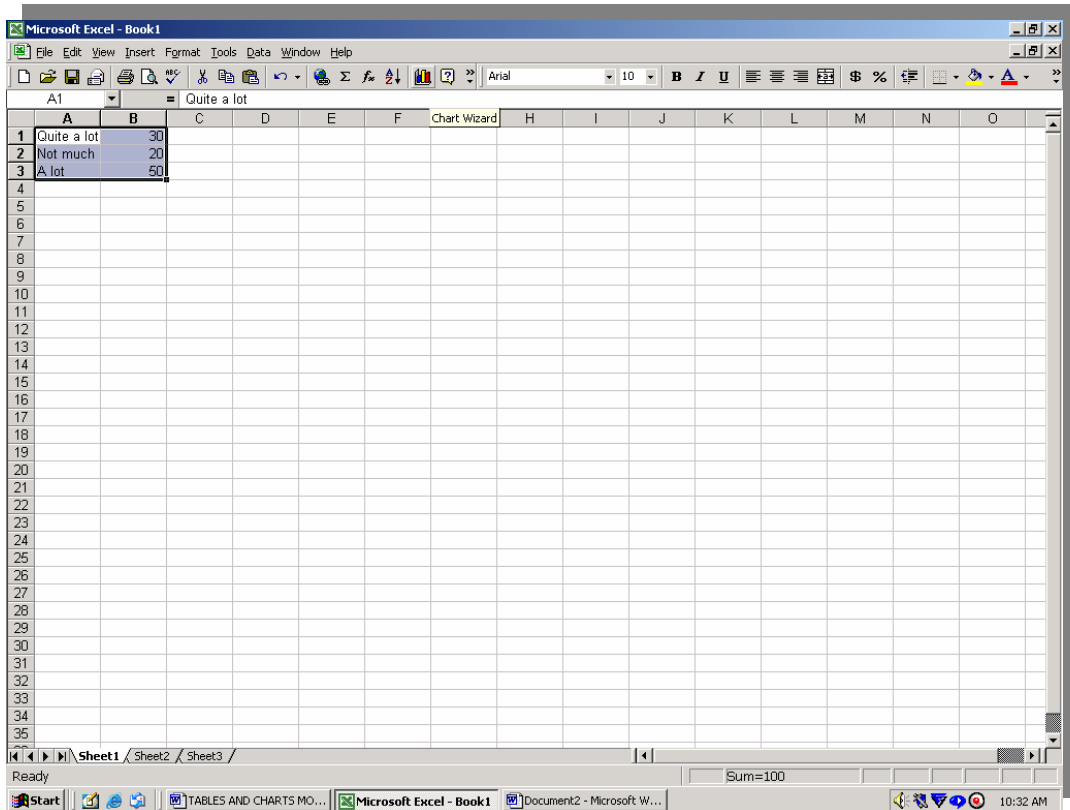 Microsoft Excel - Book1
File Edit View Insert Format Tools Data Window Help
Arial 10 B I U $ %
A1 = Quite a lot
A B C D E F Chart Wizard H I J K L M N O
1 Quite a lot 30
2 Not much 20
3 A lot 50
4
5
6
7
8
9
10
11
12
13
14
15
16
17
18
19
20
21
22
23
24
25
26
27
28
29
30
31
32
33
34
35
Sheet1 Sheet2 Sheet3
Ready Sum=100
Start TABLES AND CHARTS MO... Microsoft Excel - Book1 Document2 - Microsoft W... 10:32 AM